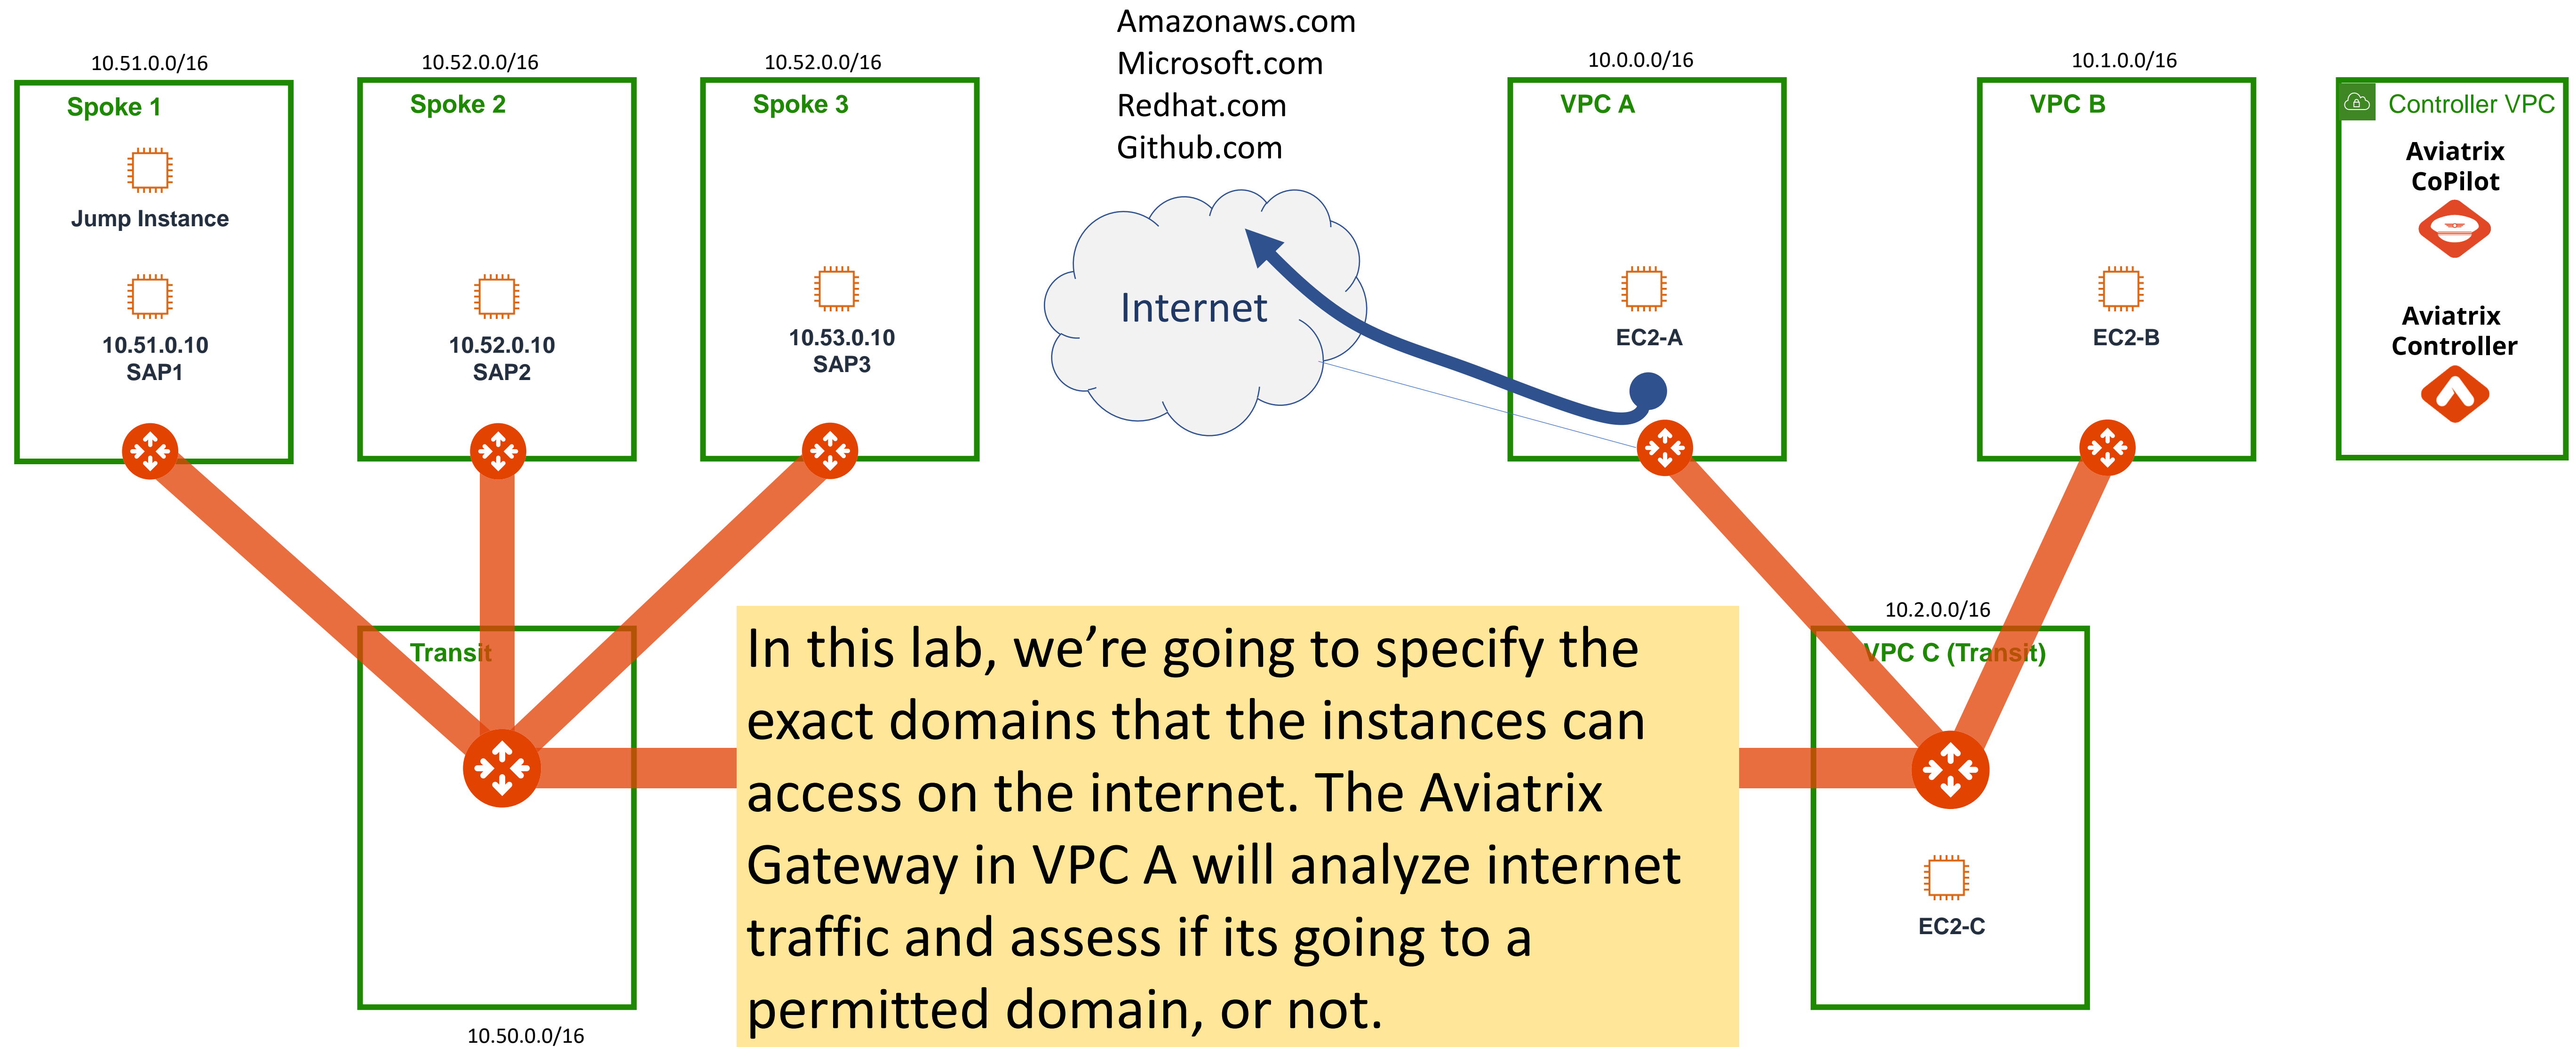 Amazonaws.com
Microsoft.com
Redhat.com
Github.com
10.51.0.0/16
Spoke 1
Jump Instance
10.51.0.10
SAP1
10.52.0.0/16
Spoke 2
10.52.0.10
SAP2
10.52.0.0/16
Spoke 3
10.53.0.10
SAP3
Internet
10.0.0.0/16
VPC A
EC2-A
10.1.0.0/16
VPC B
EC2-B
Controller VPC
Aviatrix
CoPilot
Aviatrix
Controller
Transit
10.50.0.0/16
In this lab, we’re going to specify the
exact domains that the instances can
access on the internet. The Aviatrix
Gateway in VPC A will analyze internet
traffic and assess if its going to a
permitted domain, or not.
10.2.0.0/16
VPC C (Transit)
EC2-C